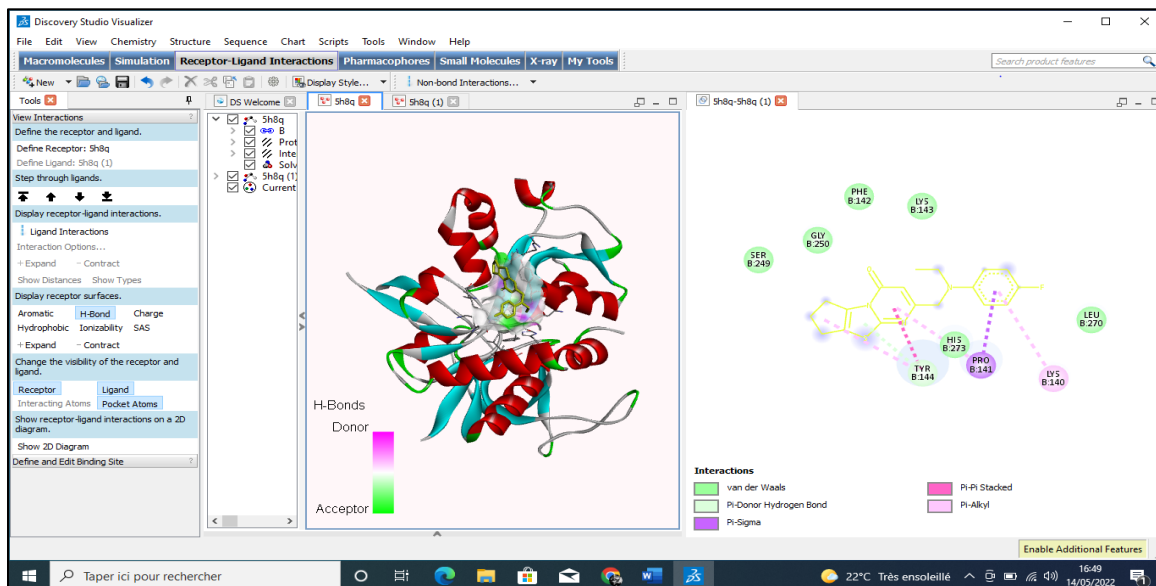 Discovery Studio Visualizer
File Edit View Chemistry Structure Sequence Chart Scripts Tools Window Help
Macromolecules Simulation Receptor-Ligand Interactions Pharmacophores Small Molecules X-ray My Tools
Search product features
New Display Style... Non-bond Interactions...
Tools
DS Welcome 5h8q 5h8q (1) 5h8q-5h8q (1)
View Interactions ?
Define the receptor and ligand.
Define Receptor: 5h8q
Define Ligand: 5h8q (1)
Step through ligands.
Display receptor-ligand interactions.
Ligand Interactions
Interaction Options...
+ Expand - Contract
Show Distances Show Types
Display receptor surfaces.
Aromatic H-Bond Charge
Hydrophobic Ionizability SAS
+ Expand - Contract
Change the visibility of the receptor and
ligand.
Receptor Ligand
Interacting Atoms Pocket Atoms
Show receptor-ligand interactions on a 2D
diagram.
Show 2D Diagram
Define and Edit Binding Site ?
5h8q
B
Prot
Inte
Solv
5h8q (1)
Current
H-Bonds
Donor
Acceptor
PHE
B:142
LYS
B:143
GLY
B:250
SER
B:249
LEU
B:270
HIS
B:273
PRO
B:141
TYR
B:144
LYS
B:140
Interactions
van der Waals
Pi-Donor Hydrogen Bond
Pi-Sigma
Pi-Pi Stacked
Pi-Alkyl
Enable Additional Features
Taper ici pour rechercher
22°C Très ensoleillé
16:49
14/05/2022